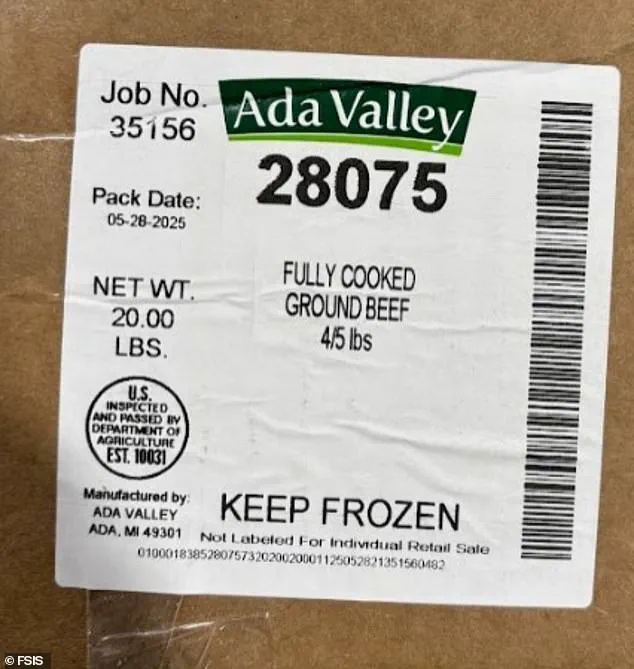 Job No.
35156
Ada Valley
28075
Pack Date:
05-28-2025
NET WT.
20.00
LBS.
FULLY COOKED
GROUND BEEF
4/5 lbs
U.S.
INSPECTED
AND PASSED BY
DEPARTMENT OF
AGRICULTURE
EST. 10031
Manufactured by:
ADA VALLEY
ADA, MI 49301
KEEP FROZEN
Not Labeled For Individual Retail Sale
01000183852807573202002000112505282135156​0482
© FSIS